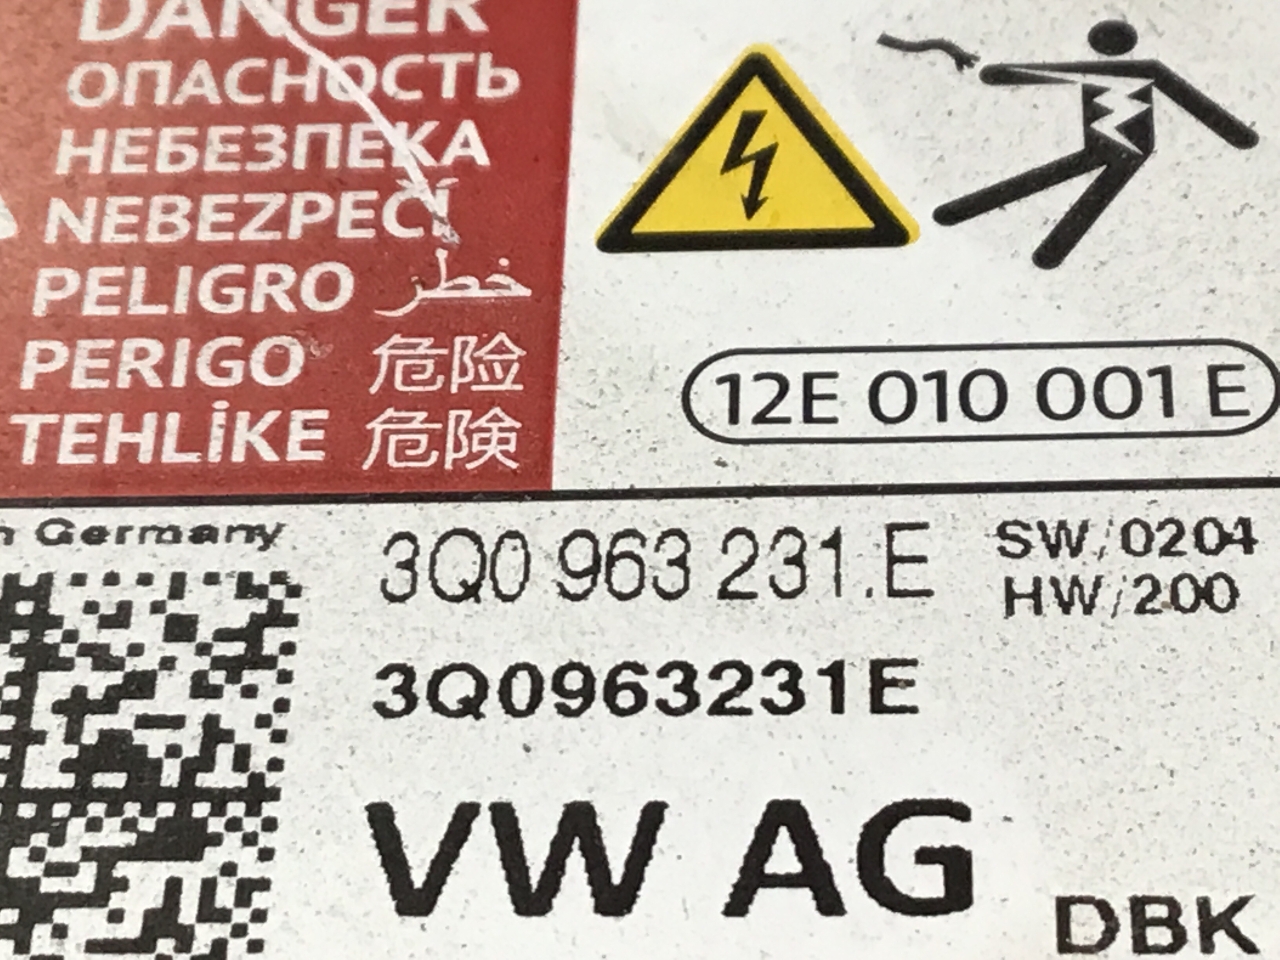 DANGER
ОПАСНОСТЬ
НЕБЕЗПЕКА
NEBEZPEČÍ
PELIGRO خطر
PERIGO 危险
TEHLİKE 危険
12E 010 001 E
Germany
3Q0 963 231.E SW/0204
HW/200
3Q0963231E
VW AG
DBK